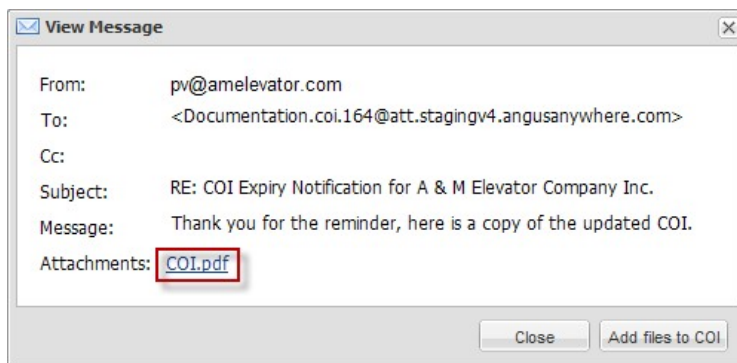 View Message
From: pv@amelevator.com
To: <Documentation.coi.164@att.stagingv4.angusanywhere.com>
Cc:
Subject: RE: COI Expiry Notification for A & M Elevator Company Inc.
Message: Thank you for the reminder, here is a copy of the updated COI.
Attachments: COI.pdf
Close Add files to COI